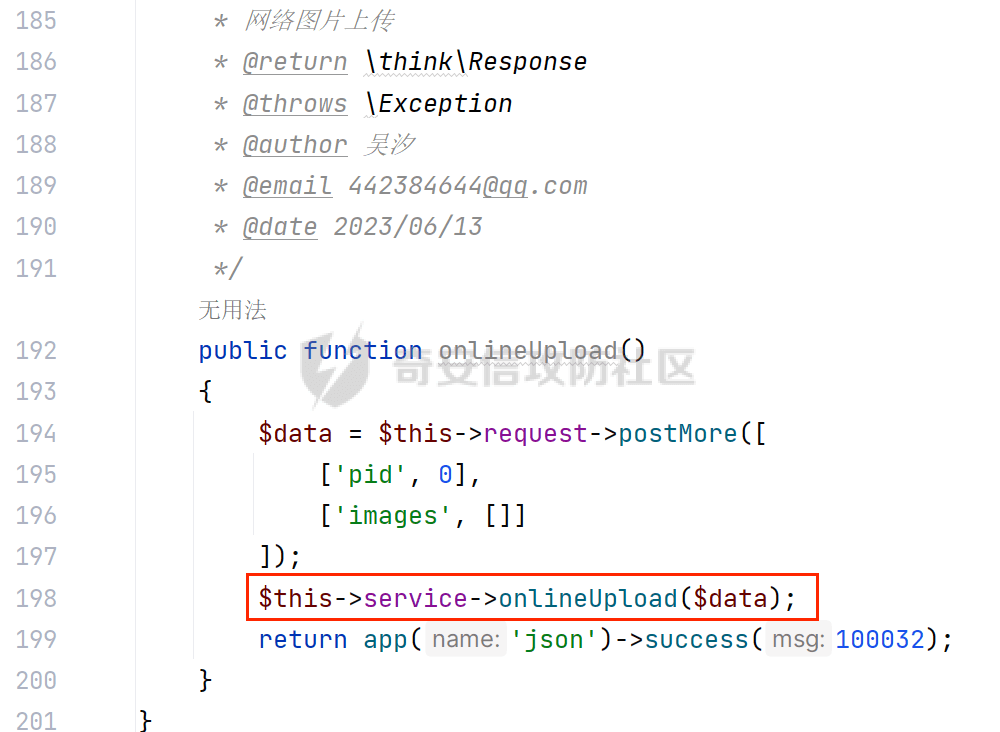 185 * 网络图片上传
186 * @return \think\Response
187 * @throws \Exception
188 * @author 吴汐
189 * @email 442384644@qq.com
190 * @date 2023/06/13
191 */
无用法
192 public function onlineUpload()
奇安信攻防社区
193 {
194 $data = $this->request->postMore([
195 ['pid', 0],
196 ['images', []]
197 ]);
198 $this->service->onlineUpload($data);
199 return app( name: 'json')->success( msg: 100032);
200 }
201 }